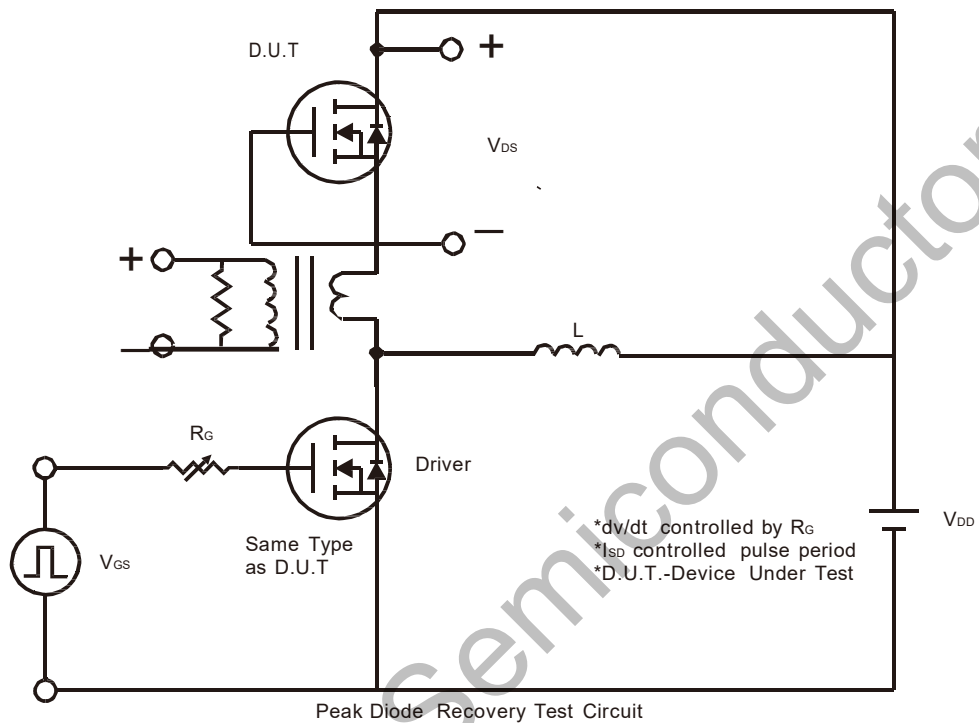 D.U.T
+
VDS
—
+
—
L
RG
Driver
VGS
Same Type
as D.U.T
*dv/dt controlled by RG
*ISD controlled pulse period
*D.U.T.-Device Under Test
VDD
Semiconductor
Peak Diode Recovery Test Circuit